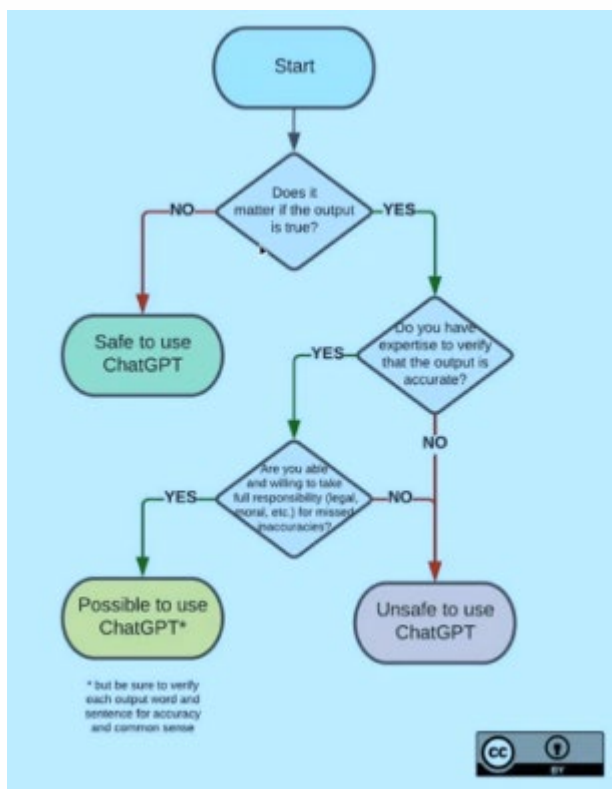 Start
Does it
matter if the output
is true?
NO
YES
Safe to use
ChatGPT
Do you have
expertise to verify
that the output is
accurate?
YES
NO
Are you able
and willing to take
full responsibility (legal,
moral, etc.) for missed
inaccuracies?
YES
NO
Possible to use
ChatGPT*
Unsafe to use
ChatGPT
* but be sure to verify
each output word and
sentence for accuracy
and common sense
cc
BY